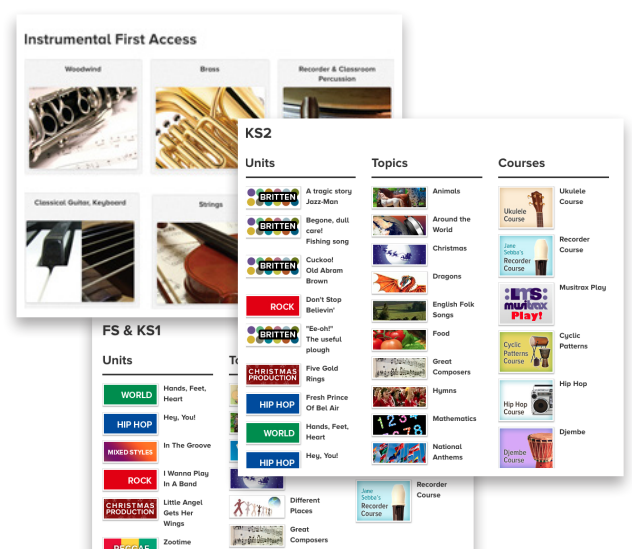 Instrumental First Access
Woodwind
Brass
Recorder & Classroom
Percussion
Classical Guitar, Keyboard
Strings
KS2
Units
Topics
Courses
BRITTEN
A tragic story
Jazz-Man
BRITTEN
Begone, dull
care!
Fishing song
BRITTEN
Cuckoo!
Old Abram
Brown
ROCK
Don't Stop
Believin'
BRITTEN
"Ee-oh!"
The useful
plough
CHRISTMAS
PRODUCTION
Five Gold
Rings
HIP HOP
Fresh Prince
Of Bel Air
WORLD
Hands, Feet,
Heart
HIP HOP
Hey, You!
Animals
Around the
World
Christmas
Dragons
English Folk
Songs
Food
Great
Composers
Hymns
Mathematics
National
Anthems
Ukulele
Course
Ukulele
Course
Jane
Sebba's
Recorder
Course
Recorder
Course
:LMS:
musitrax
Play!
Musitrax Play
Cyclic
Patterns
Course
Cyclic
Patterns
Hip Hop
Course
Hip Hop
Djembe
Course
Djembe
FS & KS1
Units
WORLD
Hands, Feet,
Heart
HIP HOP
Hey, You!
MIXED STYLES
In The Groove
ROCK
I Wanna Play
In A Band
CHRISTMAS
PRODUCTION
Little Angel
Gets Her
Wings
REGGAE
Zootime
Different
Places
Great
Composers
Jane
Sebba's
Recorder
Course
Recorder
Course